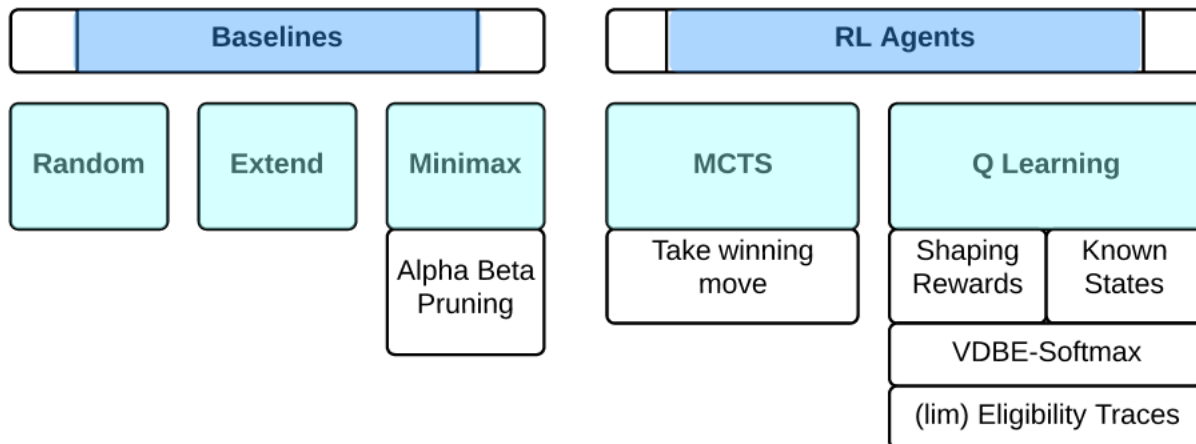 Baselines
RL Agents
Random
Extend
Minimax
MCTS
Q Learning
Alpha Beta
Pruning
Take winning
move
Shaping
Rewards
Known
States
VDBE-Softmax
(lim) Eligibility Traces